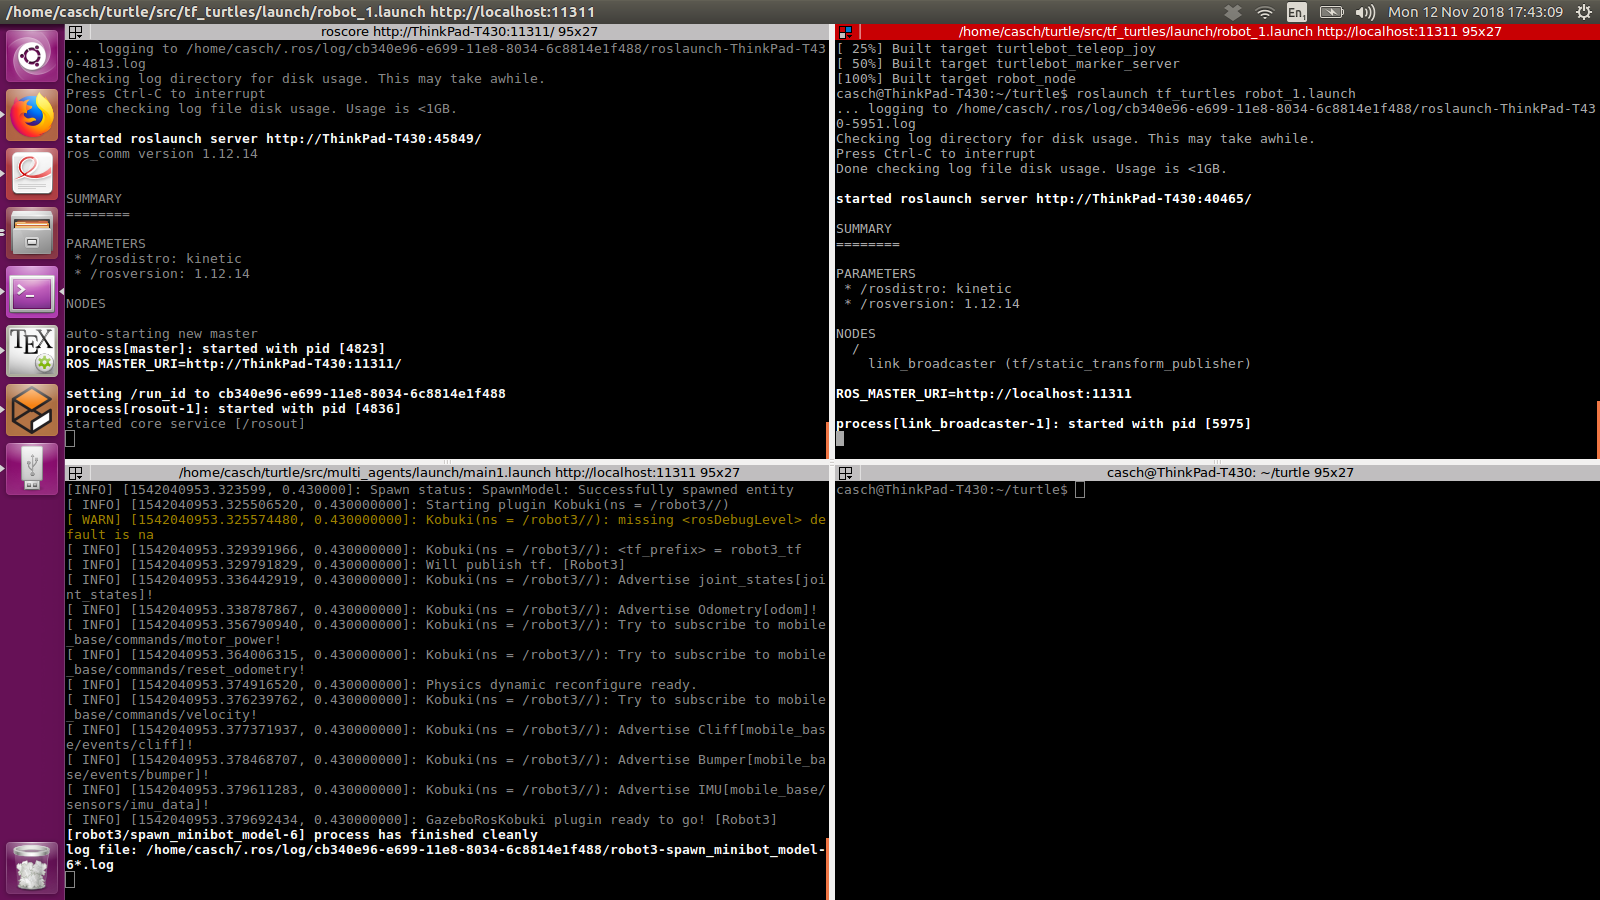 /home/casch/turtle/src/tf_turtles/launch/robot_1.launch http://localhost:11311
En1
Mon 12 Nov 2018 17:43:09
roscore http://ThinkPad-T430:11311/ 95x27
... logging to /home/casch/.ros/log/cb340e96-e699-11e8-8034-6c8814e1f488/roslaunch-ThinkPad-T43
0-4813.log
Checking log directory for disk usage. This may take awhile.
Press Ctrl-C to interrupt
Done checking log file disk usage. Usage is <1GB.
started roslaunch server http://ThinkPad-T430:45849/
ros_comm version 1.12.14
SUMMARY
========
PARAMETERS
* /rosdistro: kinetic
* /rosversion: 1.12.14
NODES
auto-starting new master
process[master]: started with pid [4823]
ROS_MASTER_URI=http://ThinkPad-T430:11311/
setting /run_id to cb340e96-e699-11e8-8034-6c8814e1f488
process[rosout-1]: started with pid [4836]
started core service [/rosout]
/home/casch/turtle/src/tf_turtles/launch/robot_1.launch http://localhost:11311 95x27
[ 25%] Built target turtlebot_teleop_joy
[ 50%] Built target turtlebot_marker_server
[100%] Built target robot_node
casch@ThinkPad-T430:~/turtle$ roslaunch tf_turtles robot_1.launch
... logging to /home/casch/.ros/log/cb340e96-e699-11e8-8034-6c8814e1f488/roslaunch-ThinkPad-T43
0-5951.log
Checking log directory for disk usage. This may take awhile.
Press Ctrl-C to interrupt
Done checking log file disk usage. Usage is <1GB.
started roslaunch server http://ThinkPad-T430:40465/
SUMMARY
========
PARAMETERS
* /rosdistro: kinetic
* /rosversion: 1.12.14
NODES
/
link_broadcaster (tf/static_transform_publisher)
ROS_MASTER_URI=http://localhost:11311
process[link_broadcaster-1]: started with pid [5975]
TEX
/home/casch/turtle/src/multi_agents/launch/main1.launch http://localhost:11311 95x27
[INFO] [1542040953.323599, 0.430000]: Spawn status: SpawnModel: Successfully spawned entity
[ INFO] [1542040953.325506520, 0.430000000]: Starting plugin Kobuki(ns = /robot3//)
[ WARN] [1542040953.325574480, 0.430000000]: Kobuki(ns = /robot3//): missing <rosDebugLevel> de
fault is na
[ INFO] [1542040953.329391966, 0.430000000]: Kobuki(ns = /robot3//): <tf_prefix> = robot3_tf
[ INFO] [1542040953.329791829, 0.430000000]: Will publish tf. [Robot3]
[ INFO] [1542040953.336442919, 0.430000000]: Kobuki(ns = /robot3//): Advertise joint_states[joi
nt_states]!
[ INFO] [1542040953.338787867, 0.430000000]: Kobuki(ns = /robot3//): Advertise Odometry[odom]!
[ INFO] [1542040953.356790940, 0.430000000]: Kobuki(ns = /robot3//): Try to subscribe to mobile
_base/commands/motor_power!
[ INFO] [1542040953.364006315, 0.430000000]: Kobuki(ns = /robot3//): Try to subscribe to mobile
_base/commands/reset_odometry!
[ INFO] [1542040953.374916520, 0.430000000]: Physics dynamic reconfigure ready.
[ INFO] [1542040953.376239762, 0.430000000]: Kobuki(ns = /robot3//): Try to subscribe to mobile
_base/commands/velocity!
[ INFO] [1542040953.377371937, 0.430000000]: Kobuki(ns = /robot3//): Advertise Cliff[mobile_bas
e/events/cliff]!
[ INFO] [1542040953.378468707, 0.430000000]: Kobuki(ns = /robot3//): Advertise Bumper[mobile_ba
se/events/bumper]!
[ INFO] [1542040953.379611283, 0.430000000]: Kobuki(ns = /robot3//): Advertise IMU[mobile_base/
sensors/imu_data]!
[ INFO] [1542040953.379692434, 0.430000000]: GazeboRosKobuki plugin ready to go! [Robot3]
[robot3/spawn_minibot_model-6] process has finished cleanly
log file: /home/casch/.ros/log/cb340e96-e699-11e8-8034-6c8814e1f488/robot3-spawn_minibot_model-
6*.log
casch@ThinkPad-T430: ~/turtle 95x27
casch@ThinkPad-T430:~/turtle$